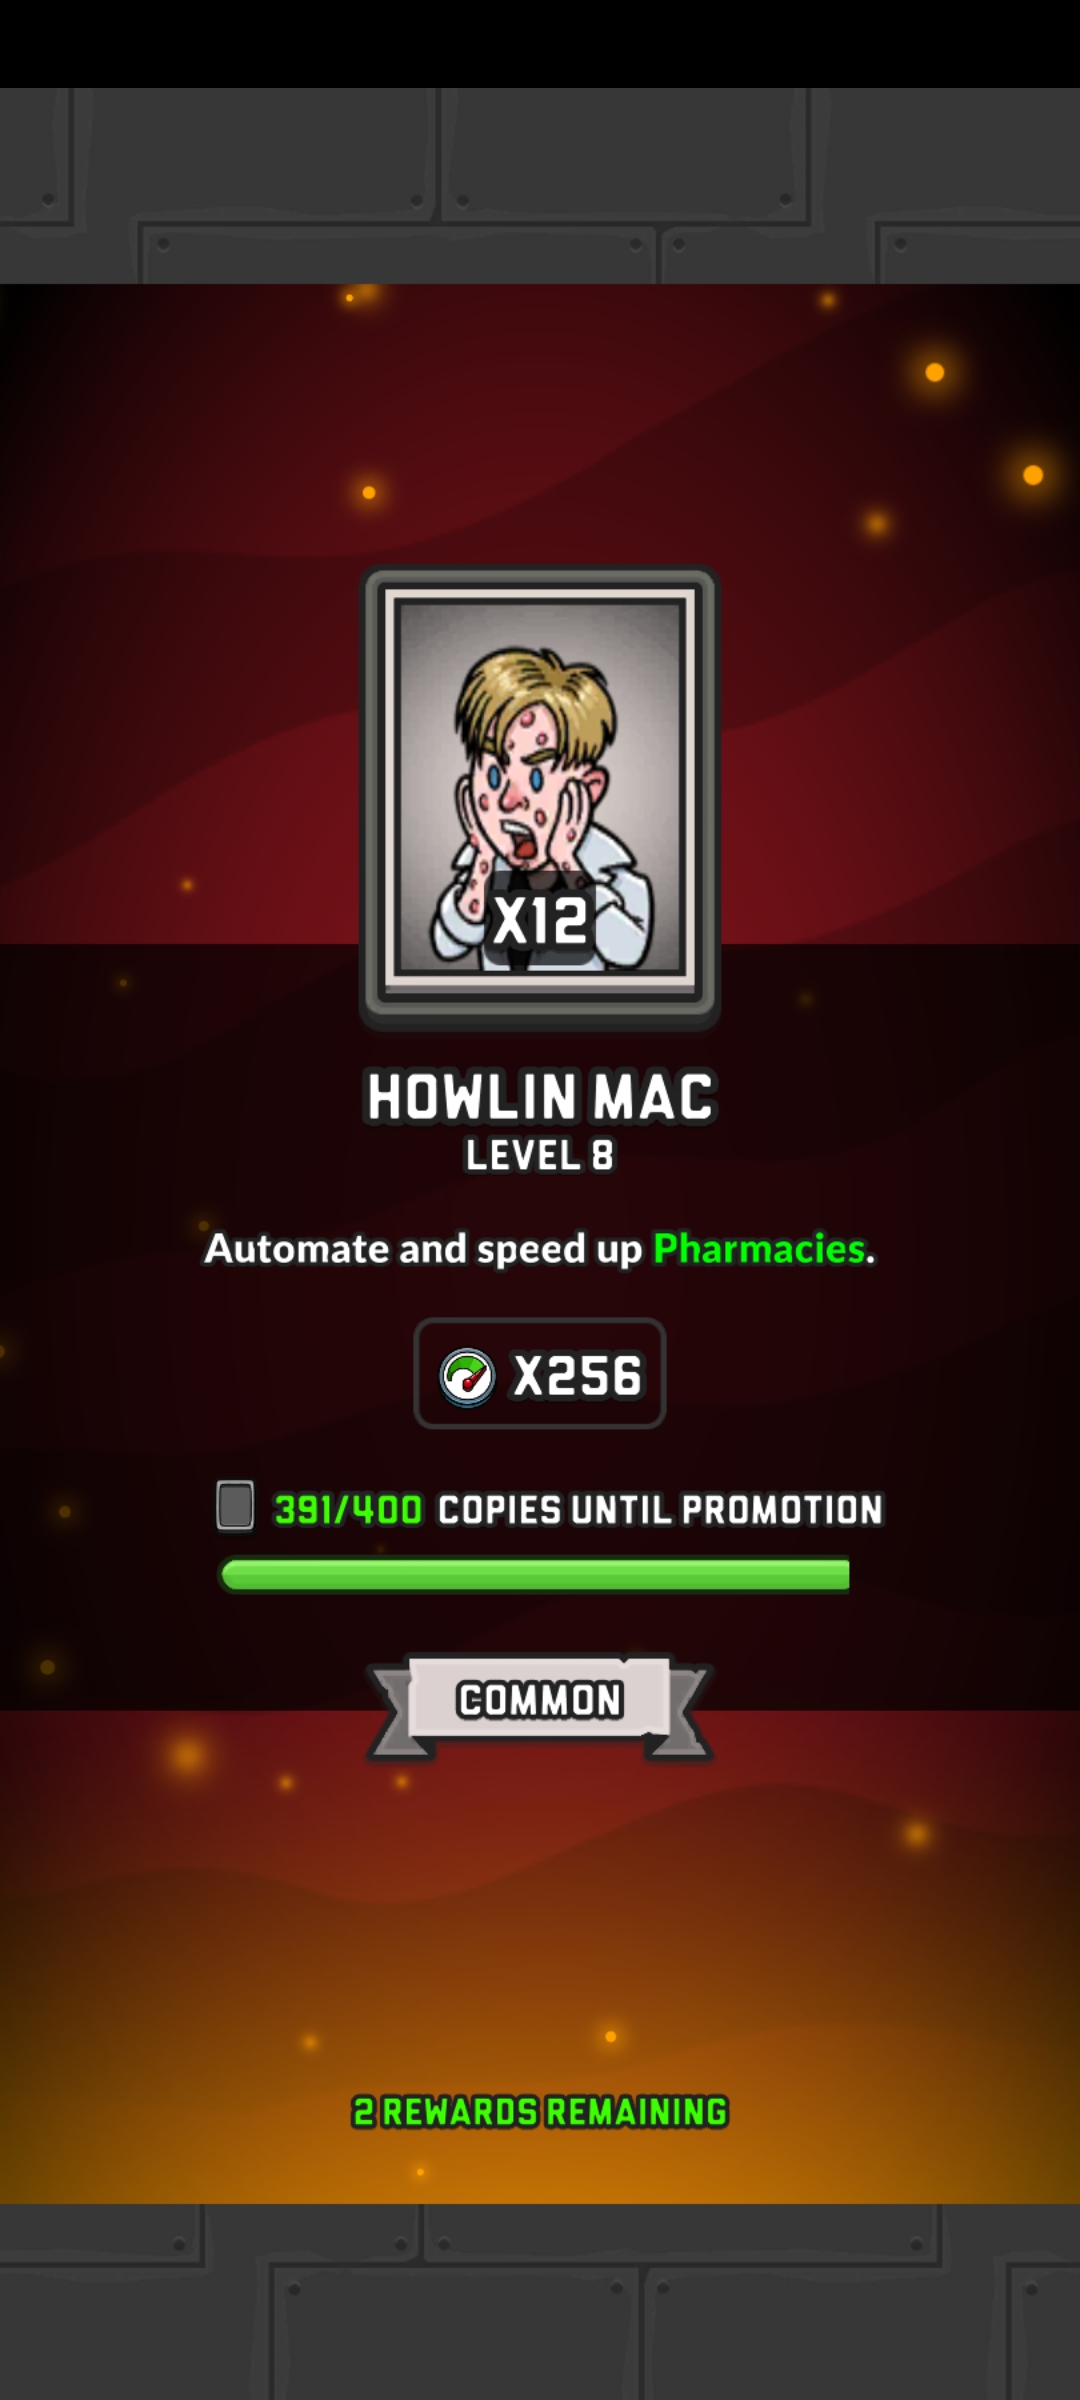 X12
HOWLIN MAC
LEVEL 8
Automate and speed up Pharmacies.
X256
391/400 COPIES UNTIL PROMOTION
COMMON
2 REWARDS REMAINING